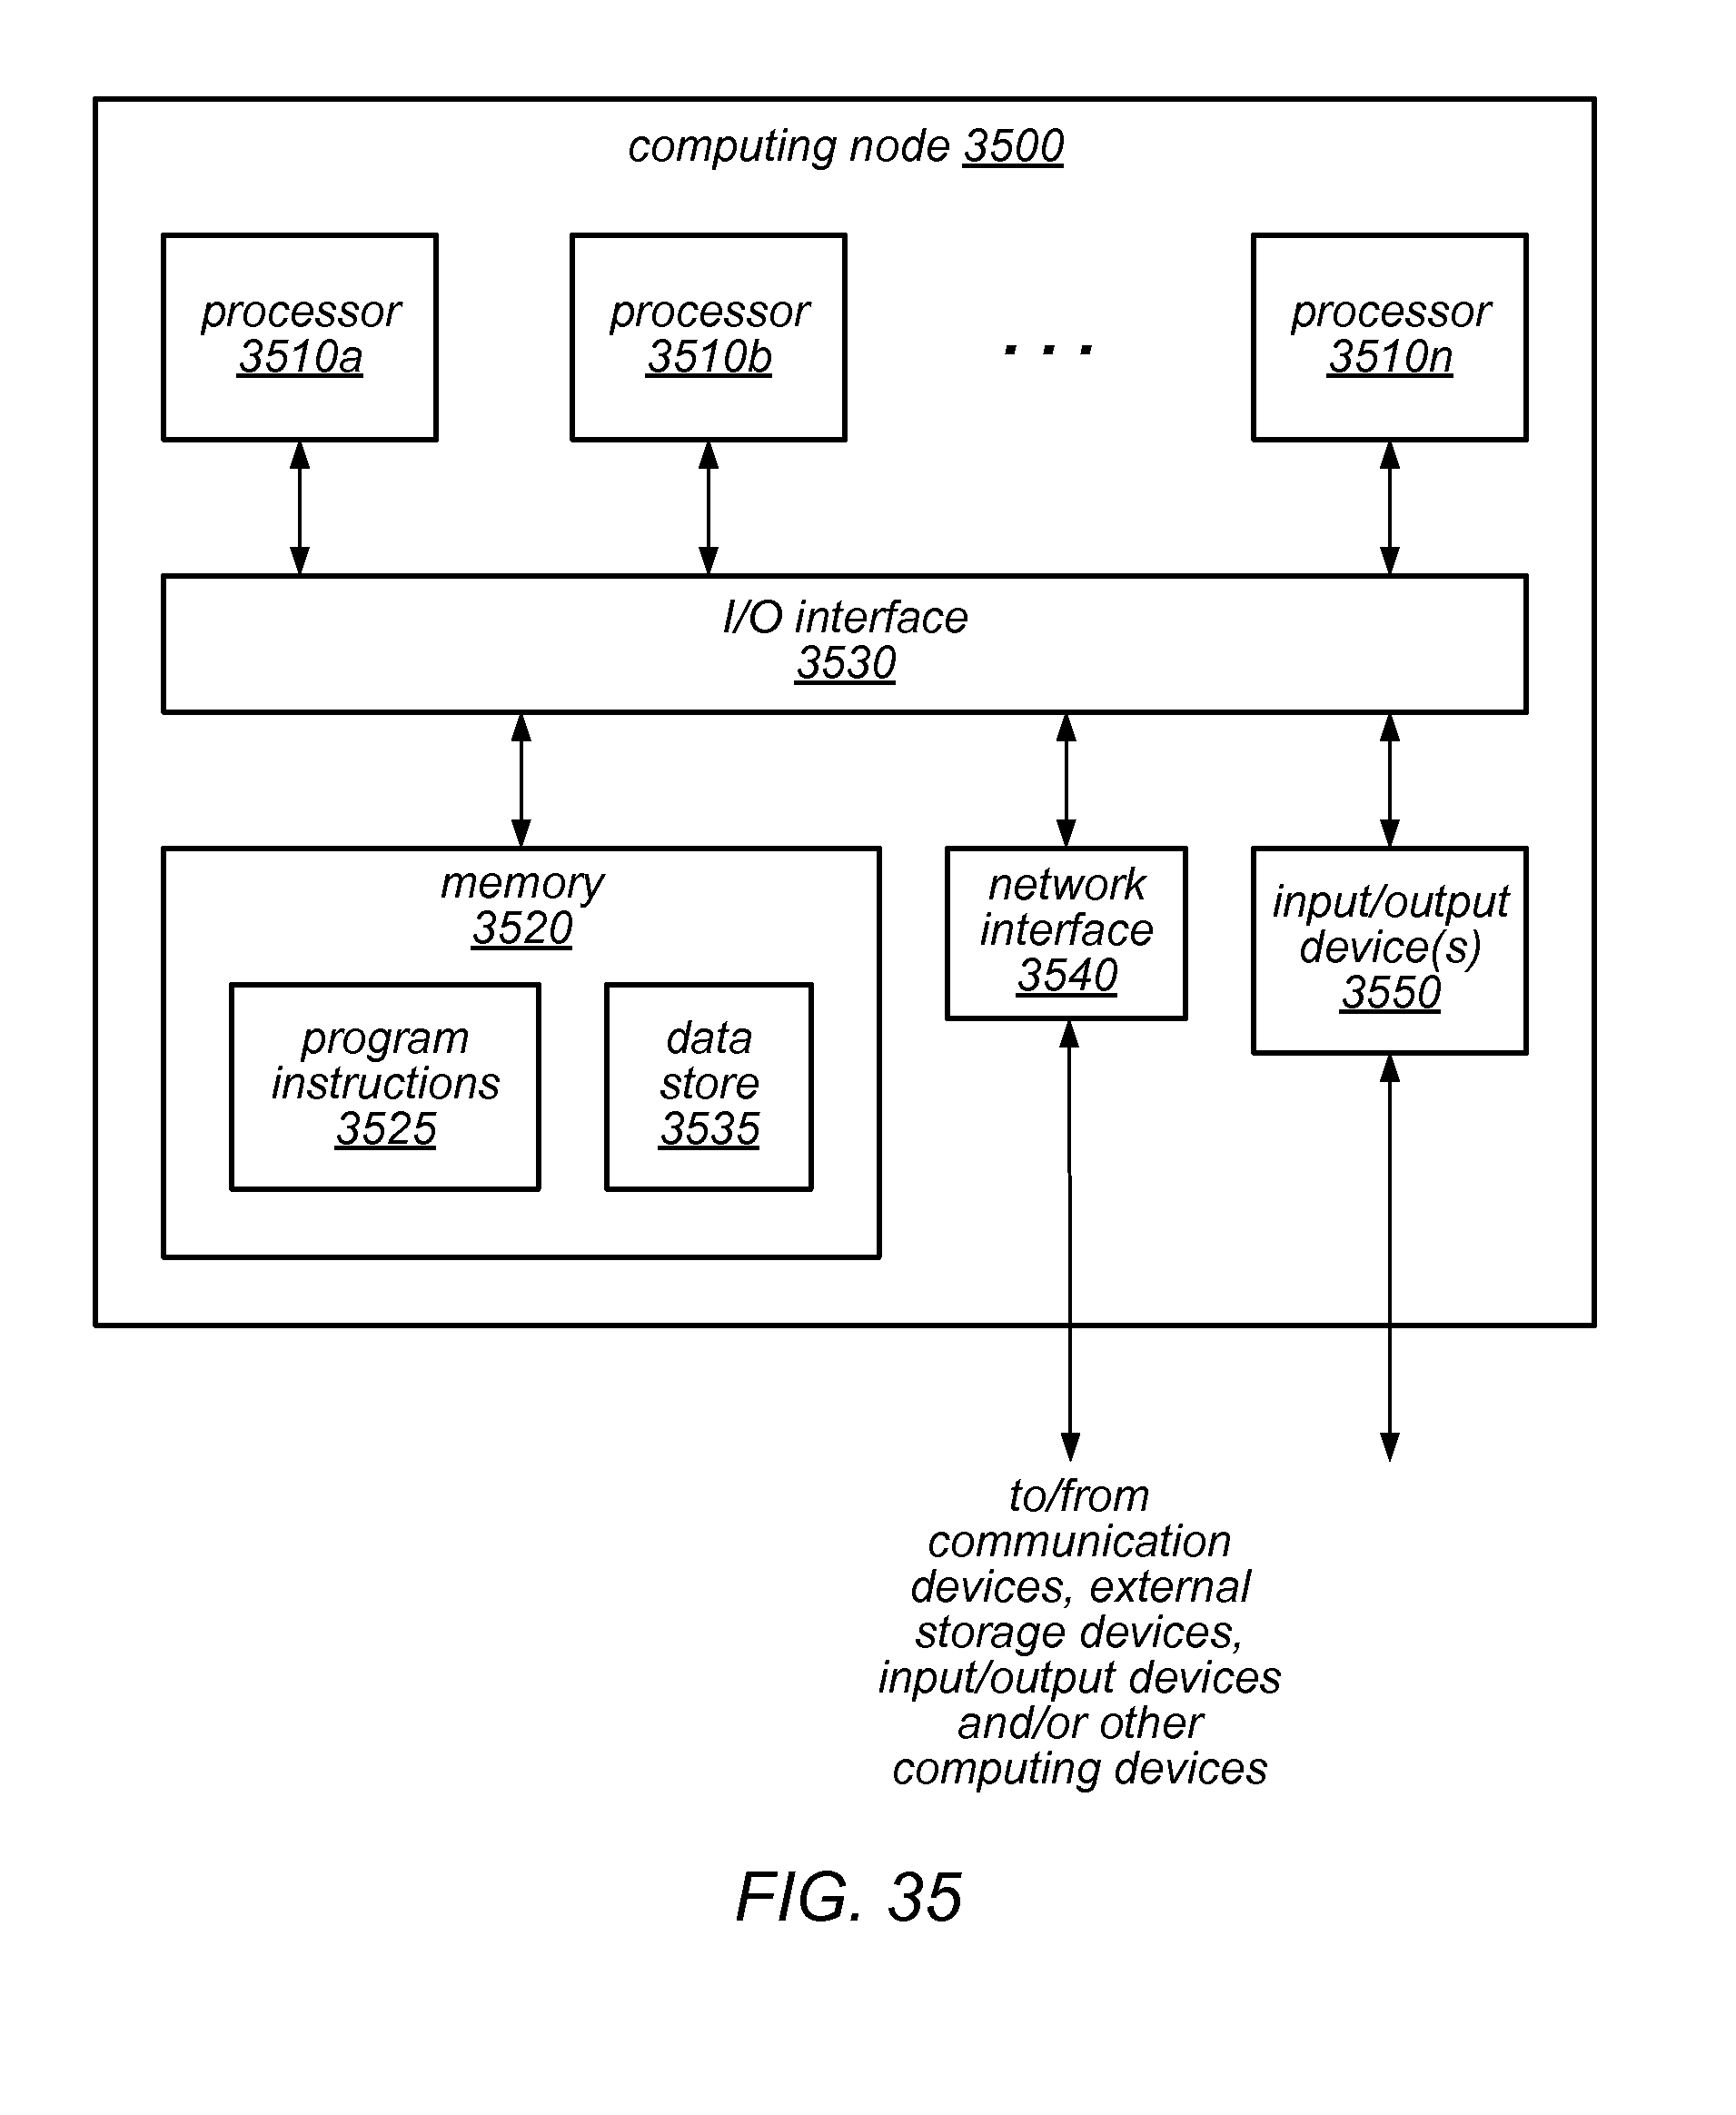 computing node 3500
processor
3510a
processor
3510b
. . .
processor
3510n
I/O interface
3530
memory
3520
program
instructions
3525
data
store
3535
network
interface
3540
input/output
device(s)
3550
to/from
communication
devices, external
storage devices,
input/output devices
and/or other
computing devices
FIG. 35